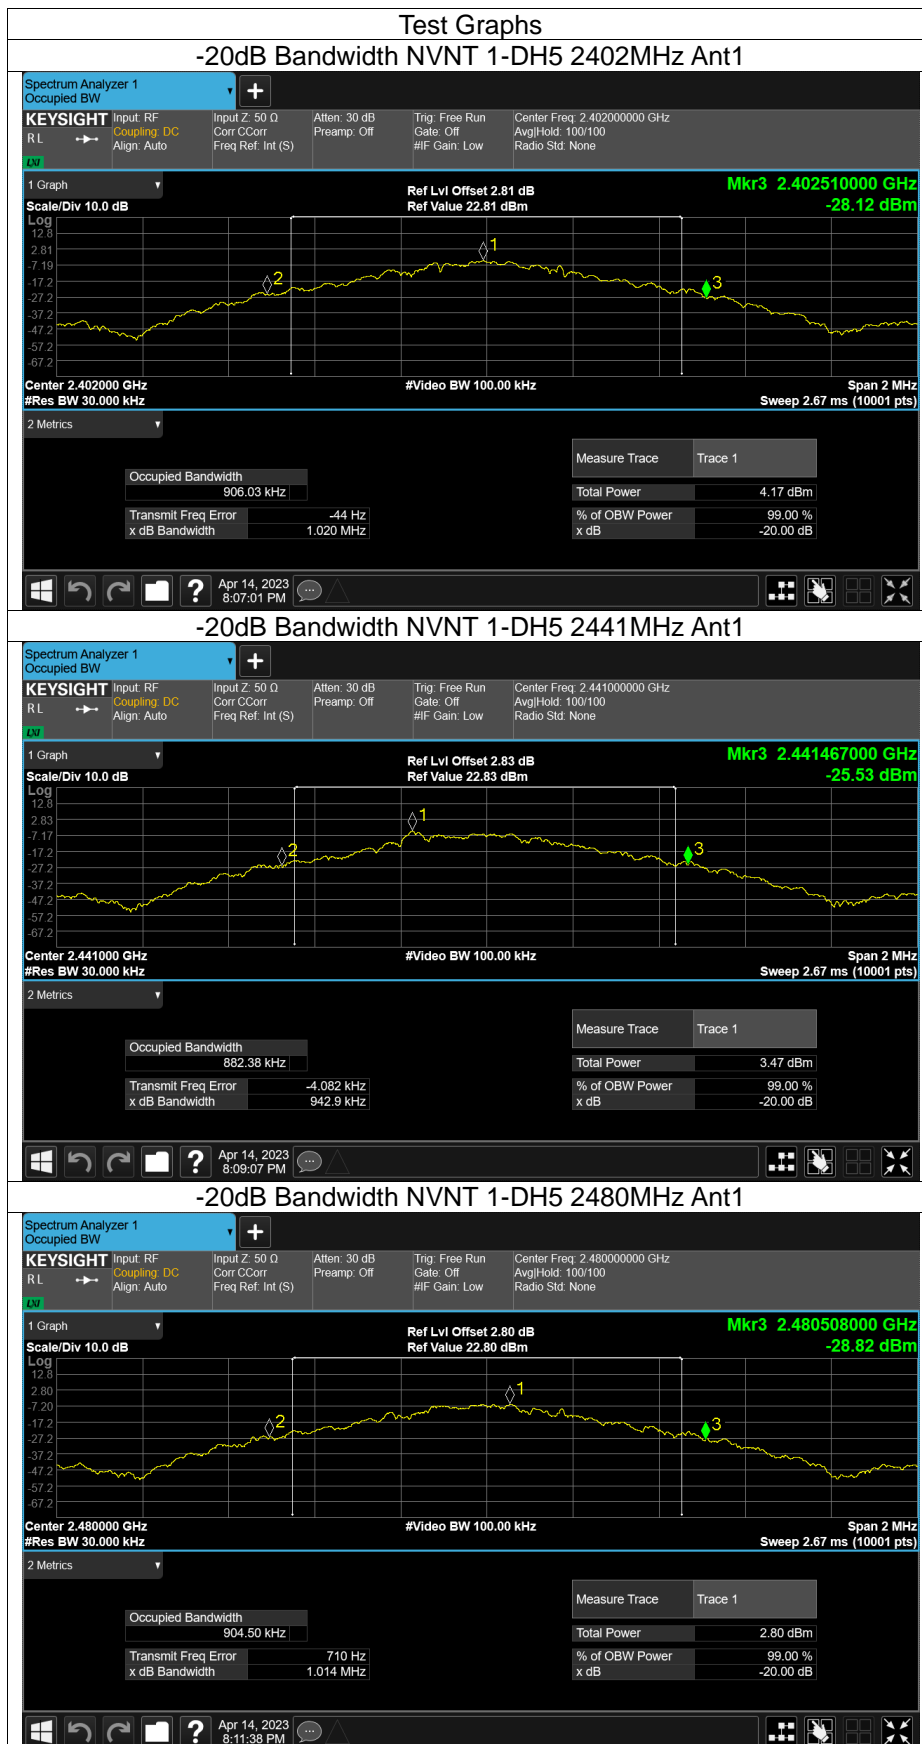 Test Graphs
-20dB Bandwidth NVNT 1-DH5 2402MHz Ant1
Spectrum Analyzer 1
Occupied BW
KEYSIGHT Input: RF Input Z: 50 Ω Atten: 30 dB Trig: Free Run Center Freq: 2.402000000 GHz
R L Coupling: DC Corr CCorr Preamp: Off Gate: Off Avg|Hold: 100/100
Align: Auto Freq Ref: Int (S) #IF Gain: Low Radio Std: None
LXI
1 Graph Ref Lvl Offset 2.81 dB Mkr3 2.402510000 GHz
Scale/Div 10.0 dB Ref Value 22.81 dBm -28.12 dBm
Log
12.8
2.81 1
-7.19
-17.2 2 3
-27.2
-37.2
-47.2
-57.2
-67.2
Center 2.402000 GHz #Video BW 100.00 kHz Span 2 MHz
#Res BW 30.000 kHz Sweep 2.67 ms (10001 pts)
2 Metrics
Measure Trace Trace 1
Occupied Bandwidth
906.03 kHz Total Power 4.17 dBm
Transmit Freq Error -44 Hz % of OBW Power 99.00 %
x dB Bandwidth 1.020 MHz x dB -20.00 dB
? Apr 14, 2023
8:07:01 PM
-20dB Bandwidth NVNT 1-DH5 2441MHz Ant1
Spectrum Analyzer 1
Occupied BW
KEYSIGHT Input: RF Input Z: 50 Ω Atten: 30 dB Trig: Free Run Center Freq: 2.441000000 GHz
R L Coupling: DC Corr CCorr Preamp: Off Gate: Off Avg|Hold: 100/100
Align: Auto Freq Ref: Int (S) #IF Gain: Low Radio Std: None
LXI
1 Graph Ref Lvl Offset 2.83 dB Mkr3 2.441467000 GHz
Scale/Div 10.0 dB Ref Value 22.83 dBm -25.53 dBm
Log
12.8
2.83 1
-7.17
-17.2 2 3
-27.2
-37.2
-47.2
-57.2
-67.2
Center 2.441000 GHz #Video BW 100.00 kHz Span 2 MHz
#Res BW 30.000 kHz Sweep 2.67 ms (10001 pts)
2 Metrics
Measure Trace Trace 1
Occupied Bandwidth
882.38 kHz Total Power 3.47 dBm
Transmit Freq Error -4.082 kHz % of OBW Power 99.00 %
x dB Bandwidth 942.9 kHz x dB -20.00 dB
? Apr 14, 2023
8:09:07 PM
-20dB Bandwidth NVNT 1-DH5 2480MHz Ant1
Spectrum Analyzer 1
Occupied BW
KEYSIGHT Input: RF Input Z: 50 Ω Atten: 30 dB Trig: Free Run Center Freq: 2.480000000 GHz
R L Coupling: DC Corr CCorr Preamp: Off Gate: Off Avg|Hold: 100/100
Align: Auto Freq Ref: Int (S) #IF Gain: Low Radio Std: None
LXI
1 Graph Ref Lvl Offset 2.80 dB Mkr3 2.480508000 GHz
Scale/Div 10.0 dB Ref Value 22.80 dBm -28.82 dBm
Log
12.8
2.80 1
-7.20
-17.2 2 3
-27.2
-37.2
-47.2
-57.2
-67.2
Center 2.480000 GHz #Video BW 100.00 kHz Span 2 MHz
#Res BW 30.000 kHz Sweep 2.67 ms (10001 pts)
2 Metrics
Measure Trace Trace 1
Occupied Bandwidth
904.50 kHz Total Power 2.80 dBm
Transmit Freq Error 710 Hz % of OBW Power 99.00 %
x dB Bandwidth 1.014 MHz x dB -20.00 dB
? Apr 14, 2023
8:11:38 PM